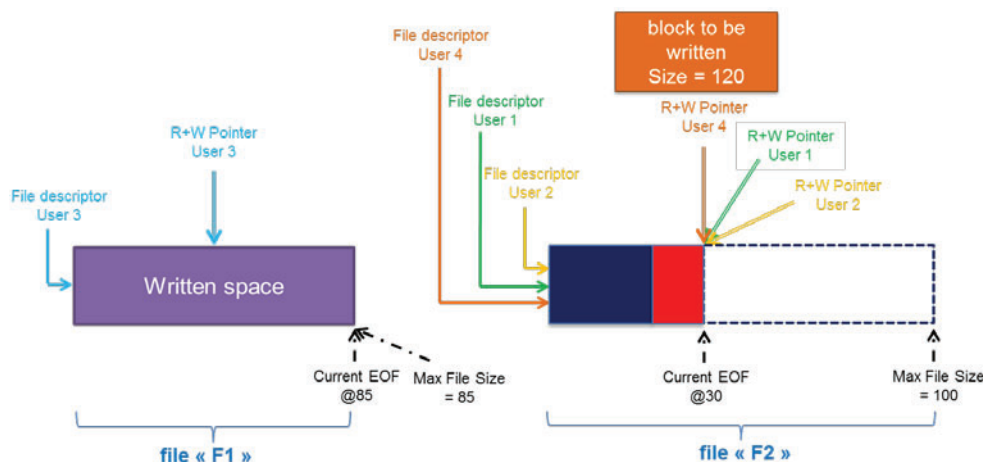 File descriptor
User 4
block to be
written
Size = 120
File descriptor
User 1
R+W Pointer
User 4
R+W Pointer
User 3
R+W Pointer
User 1
File descriptor
User 2
R+W Pointer
User 2
File descriptor
User 3
Written space
Current EOF
@85
Max File Size
= 85
Current EOF
@30
Max File Size
= 100
file « F1 »
file « F2 »